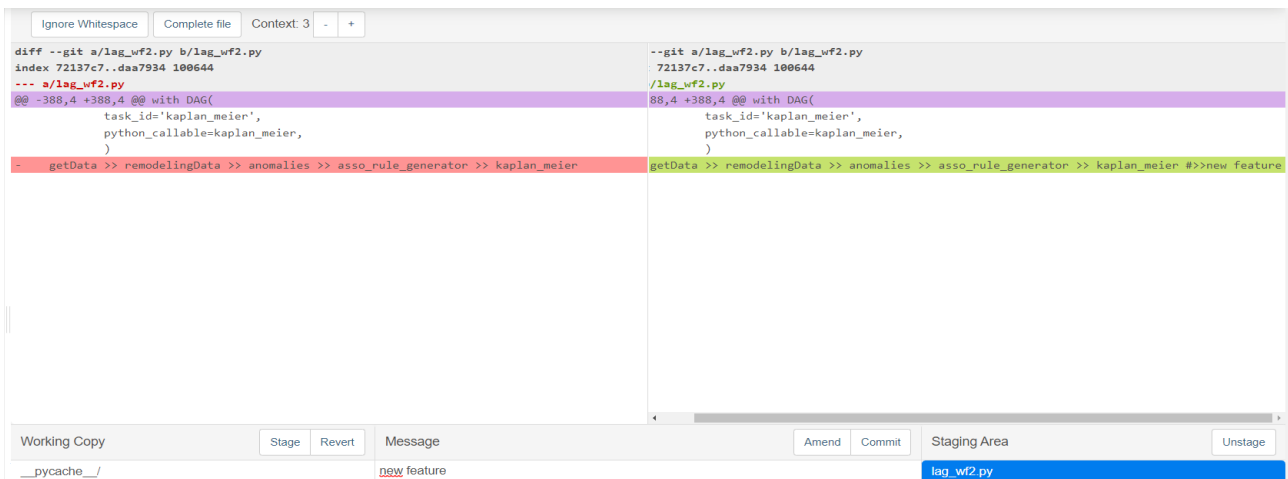 Ignore Whitespace Complete file Context: 3 - +
diff --git a/lag_wf2.py b/lag_wf2.py
index 72137c7..daa7934 100644
--- a/lag_wf2.py
@@ -388,4 +388,4 @@ with DAG(
task_id='kaplan_meier',
python_callable=kaplan_meier,
)
- getData >> remodelingData >> anomalies >> asso_rule_generator >> kaplan_meier
--git a/lag_wf2.py b/lag_wf2.py
72137c7..daa7934 100644
/lag_wf2.py
88,4 +388,4 @@ with DAG(
task_id='kaplan_meier',
python_callable=kaplan_meier,
)
getData >> remodelingData >> anomalies >> asso_rule_generator >> kaplan_meier #>>new feature
Working Copy Stage Revert Message Amend Commit Staging Area Unstage
__pycache__/ new feature lag_wf2.py